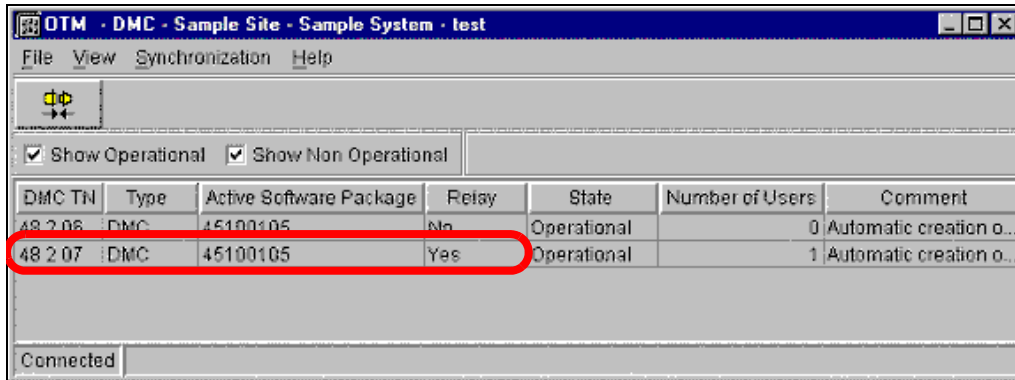 OTM - DMC - Sample Site - Sample System - test
File View Synchronization Help
Show Operational Show Non Operational
DMC TN Type Active Software Package Relay State Number of Users Comment
48 2 06 DMC 45100105 No Operational 0 Automatic creation o...
48 2 07 DMC 45100105 Yes Operational 1 Automatic creation o...
Connected